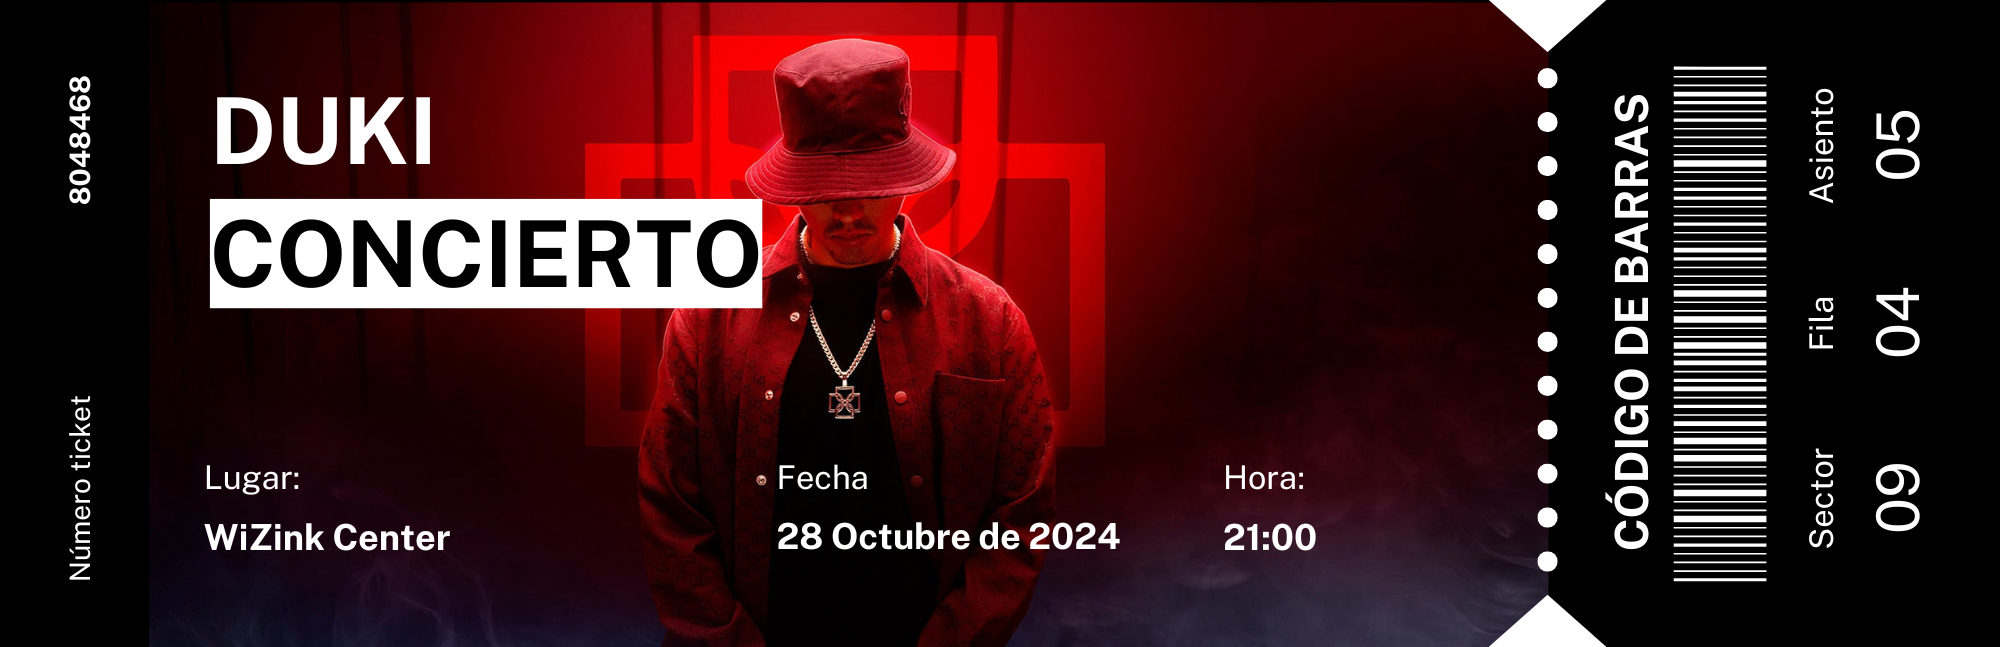 Número ticket
8048468
DUKI
CONCIERTO
Lugar:
WiZink Center
Fecha
28 Octubre de 2024
Hora:
21:00
CÓDIGO DE BARRAS
Sector
09
Fila
04
Asiento
05